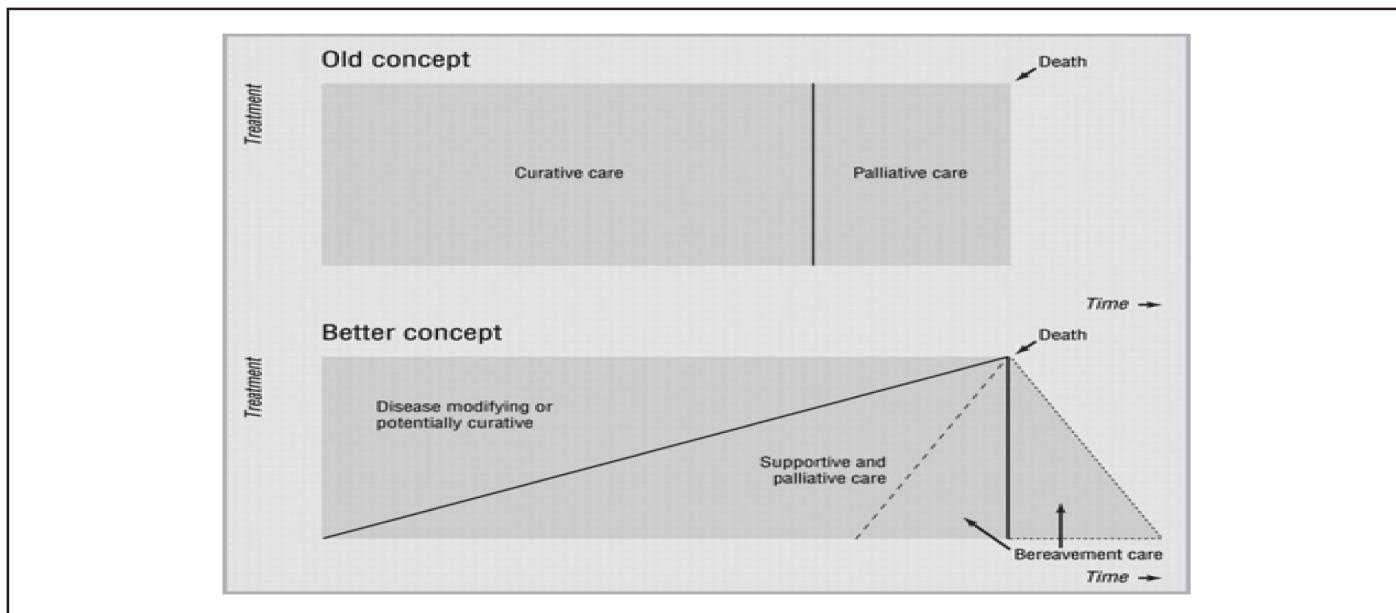 Old concept
Death
Treatment
Curative care
Palliative care
Time
Better concept
Death
Treatment
Disease modifying or
potentially curative
Supportive and
palliative care
Bereavement care
Time